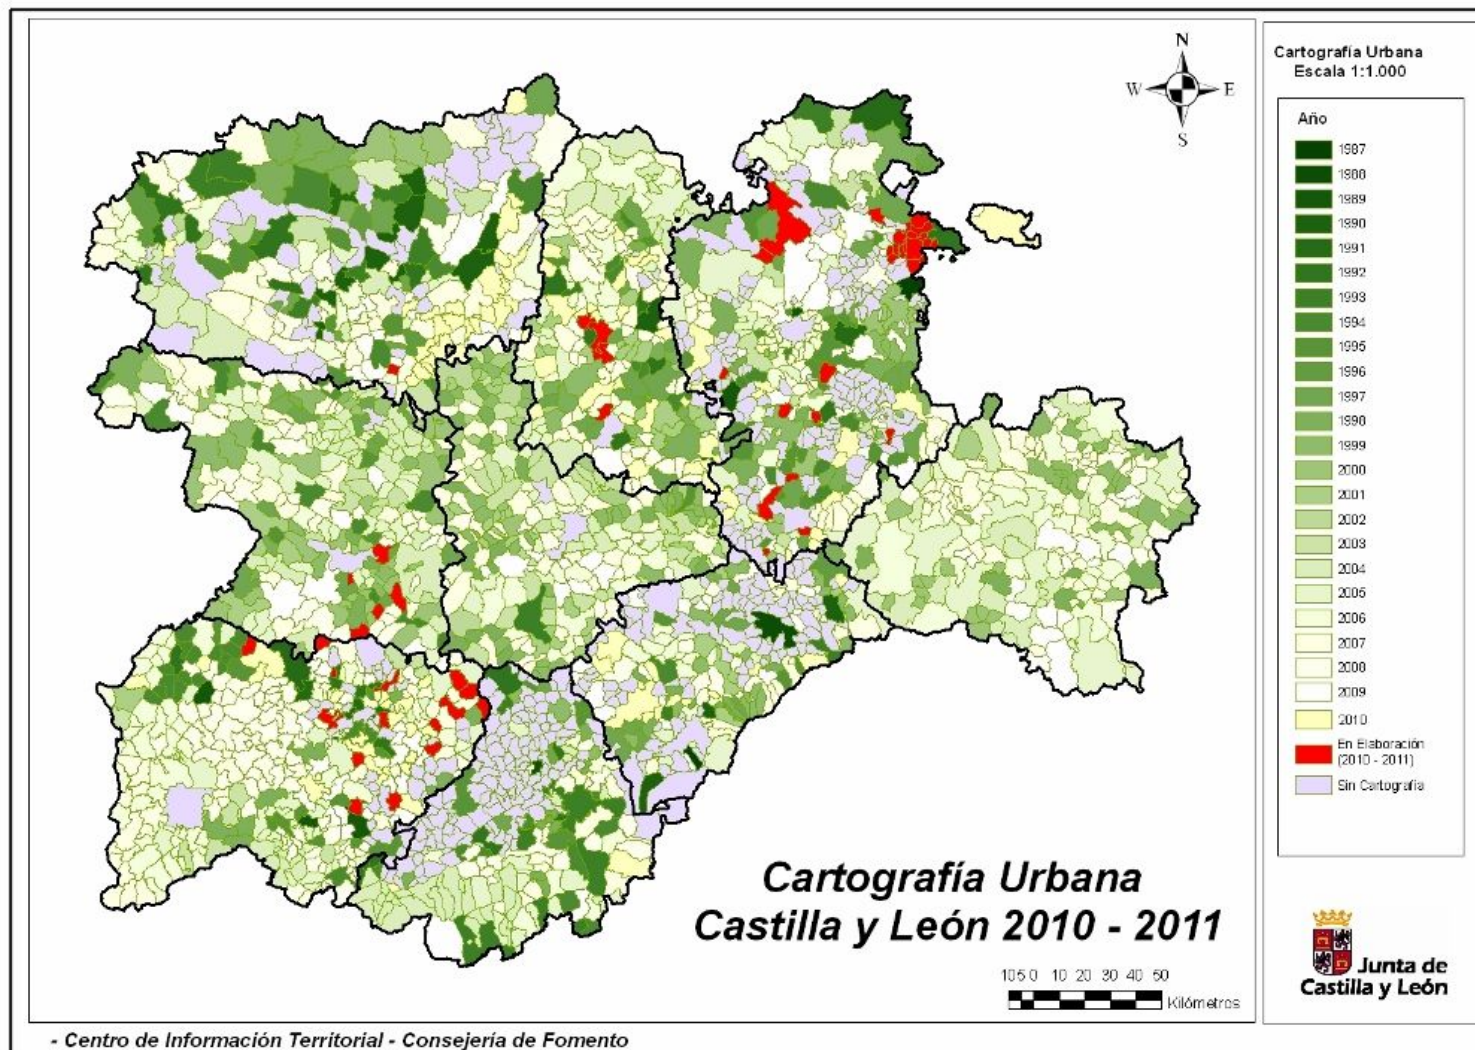 N
W E
S
Cartografía Urbana
Escala 1:1.000
Año
1987
1988
1989
1990
1991
1992
1993
1994
1995
1996
1997
1998
1999
2000
2001
2002
2003
2004
2005
2006
2007
2008
2009
2010
En Elaboración
(2010 - 2011)
Sin Cartografía
Cartografía Urbana
Castilla y León 2010 - 2011
105 0 10 20 30 40 50
Kilómetros
Junta de
Castilla y León
- Centro de Información Territorial - Consejería de Fomento